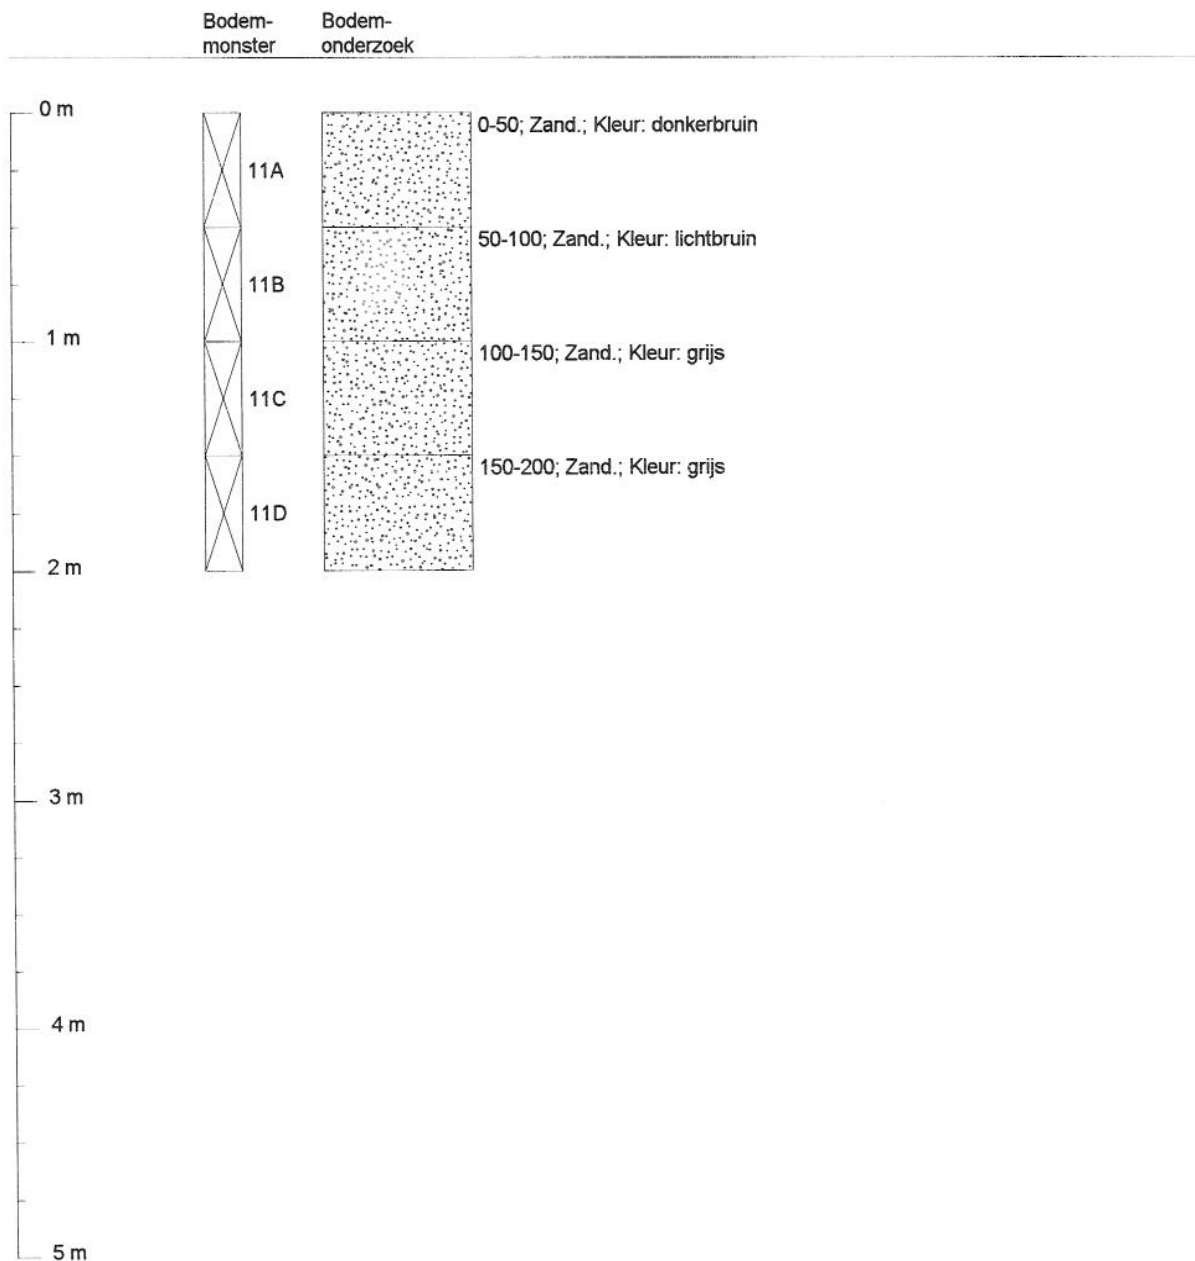 Bodem-
monster
Bodem-
onderzoek
0 m
0-50; Zand.; Kleur: donkerbruin
11A
50-100; Zand.; Kleur: lichtbruin
11B
1 m
100-150; Zand.; Kleur: grijs
11C
150-200; Zand.; Kleur: grijs
11D
2 m
3 m
4 m
5 m